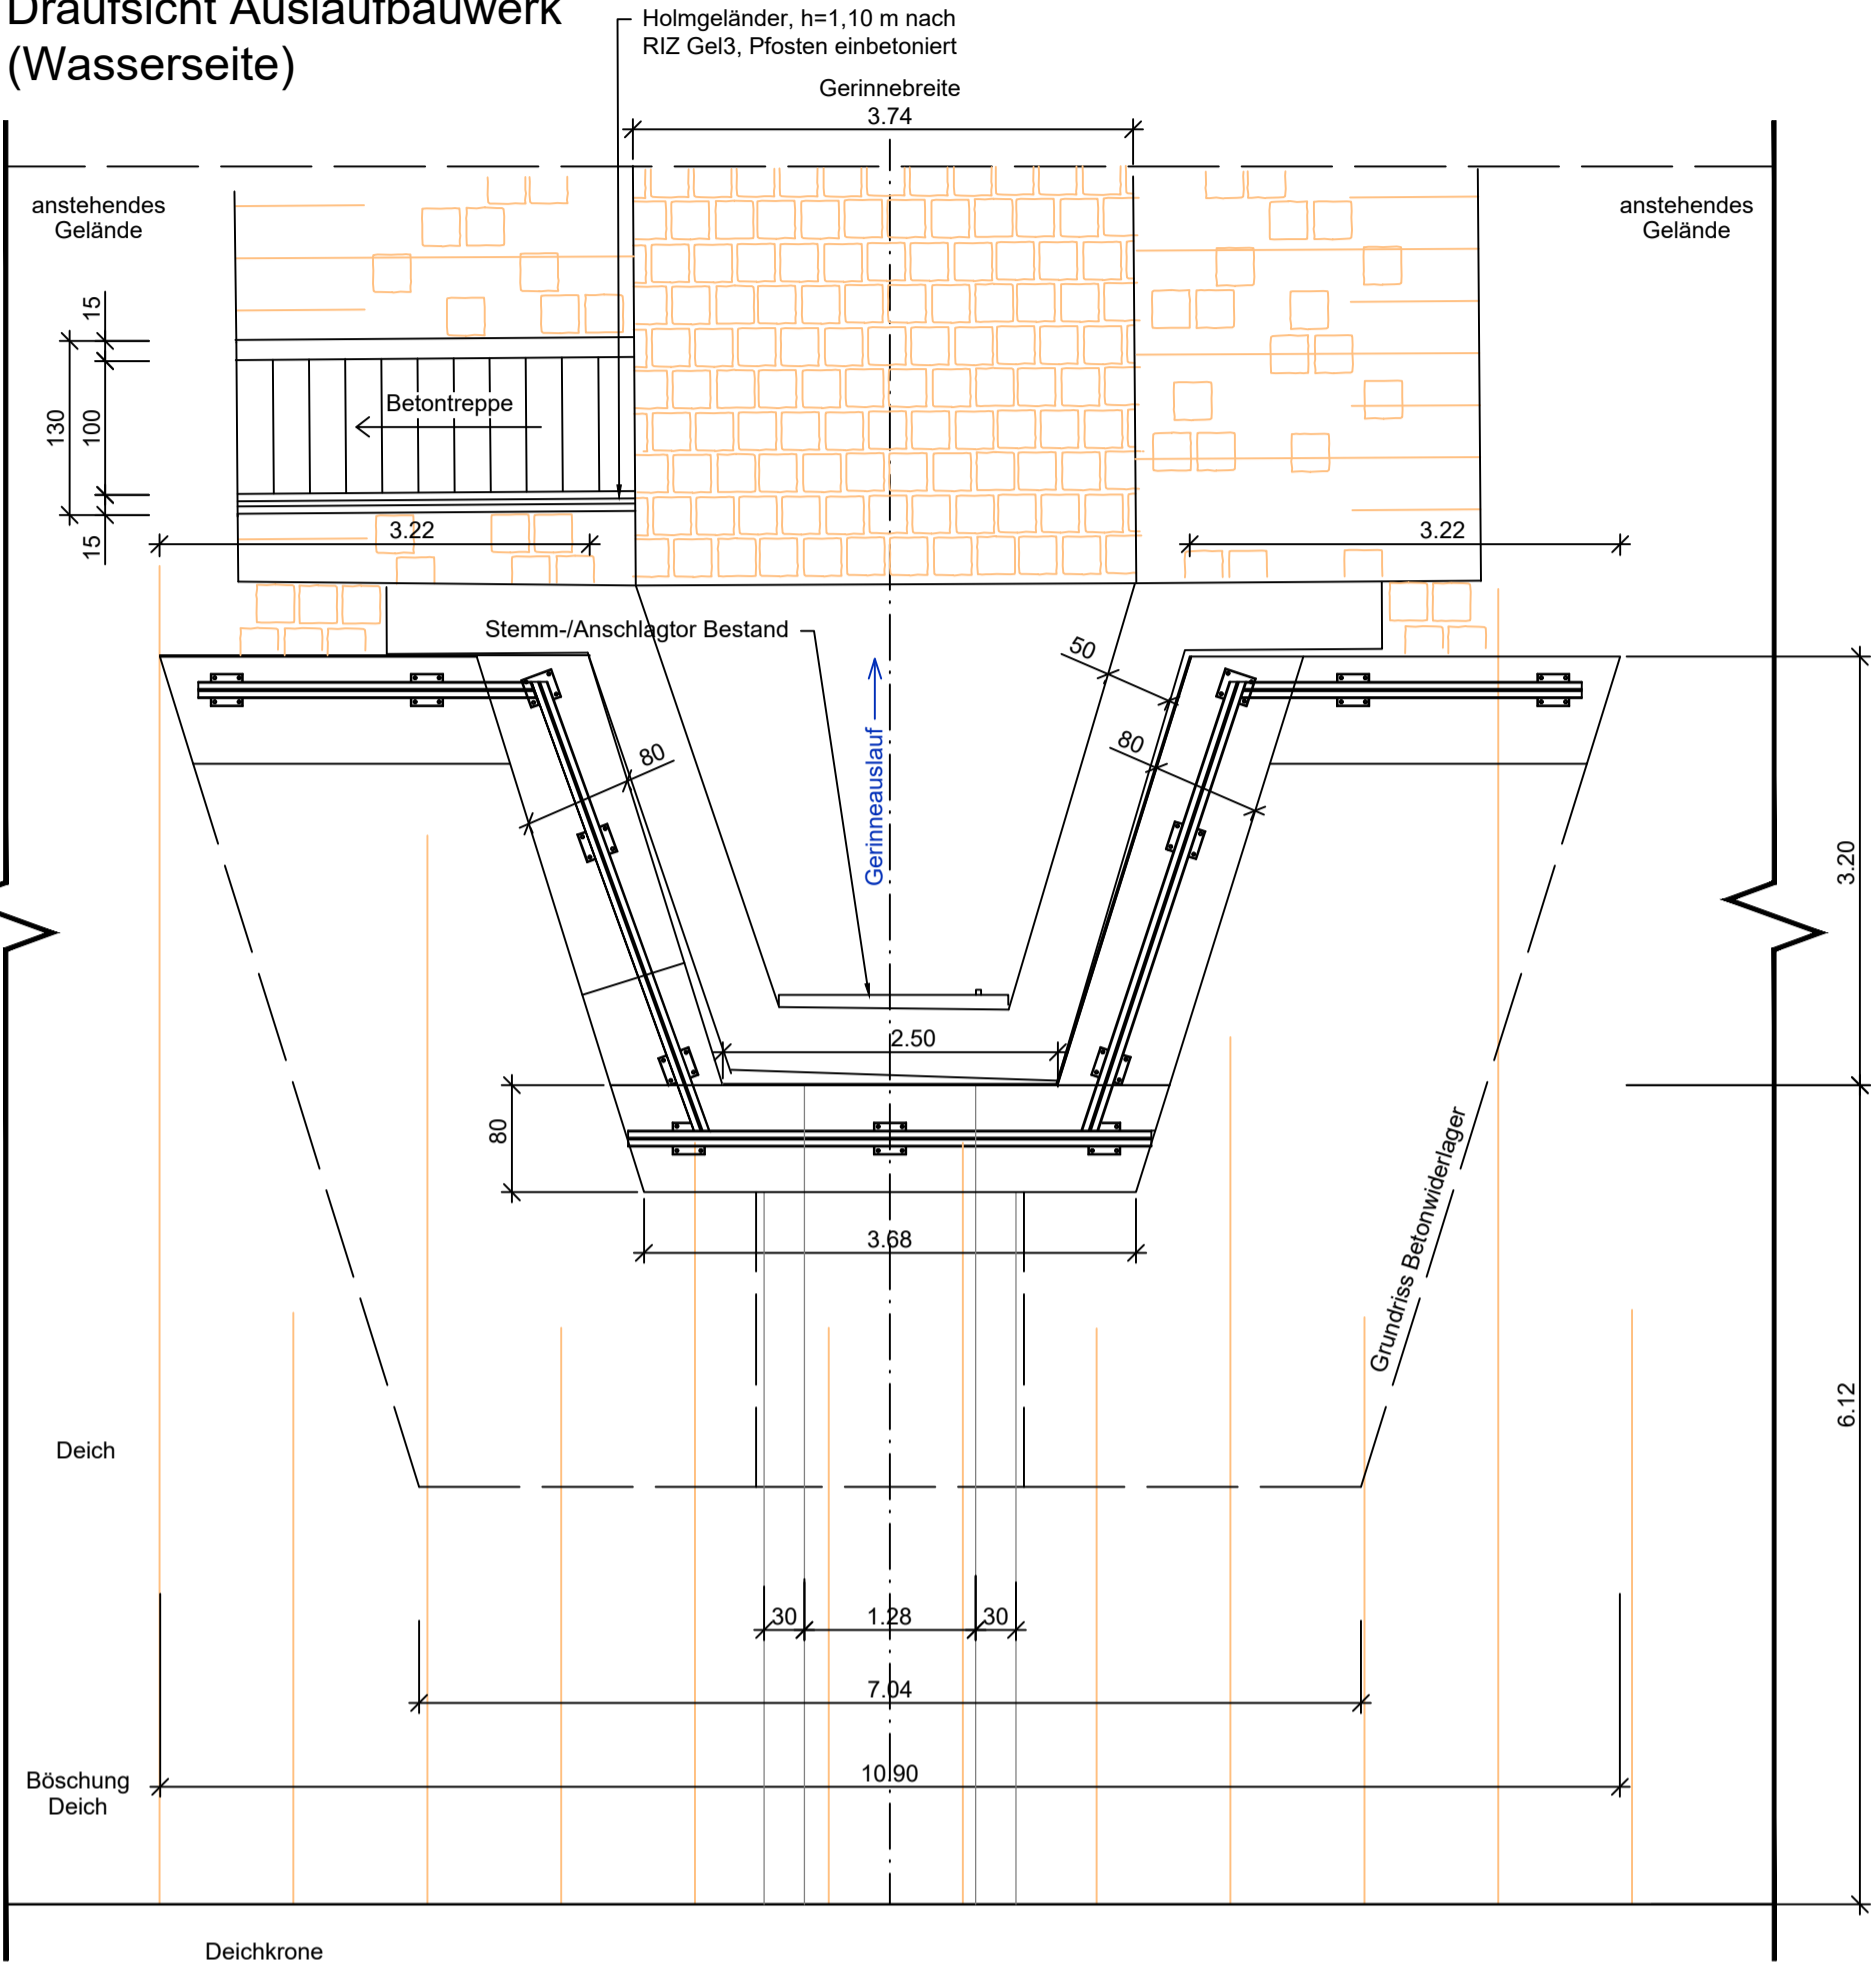 Draufsicht Auslaufbauwerk
(Wasserseite)
Holmgeländer, h=1,10 m nach
RIZ Gel3, Pfosten einbetoniert
Gerinnebreite
3.74
anstehendes
Gelände
anstehendes
Gelände
15
130
100
15
Betontreppe
3.22
3.22
Stemm-/Anschlagtor Bestand
50
80
80
Gerinneauslauf
3.20
2.50
80
3.68
Grundriss Betonwiderlager
6.12
Deich
30
1.28
30
7.04
10.90
Böschung
Deich
Deichkrone